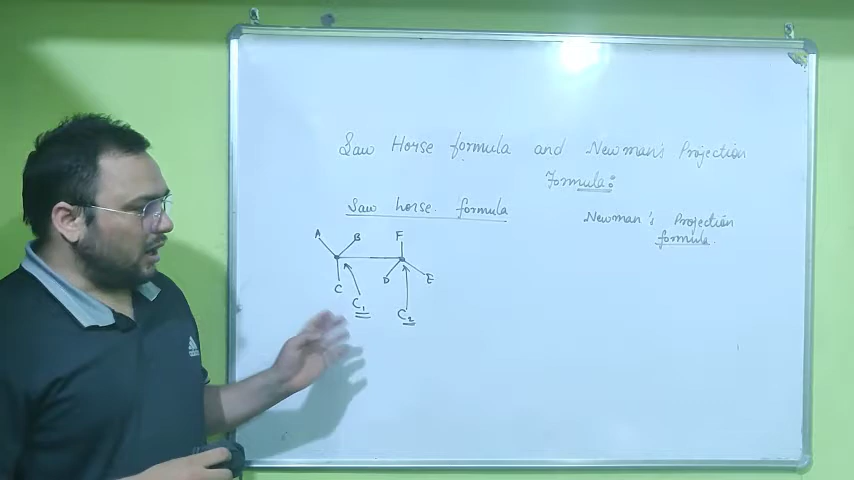 Saw Horse formula and Newman's Projection
Formula:
Saw horse. formula
Newman's Projection
formula.
A B F
C D E
C1 C2